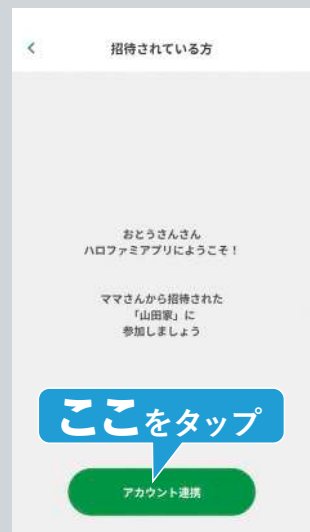 招待されている方
おとうさんさん
ハロファミアプリにようこそ！
ママさんから招待された
「山田家」に
参加しましょう
ここをタップ
アカウント連携